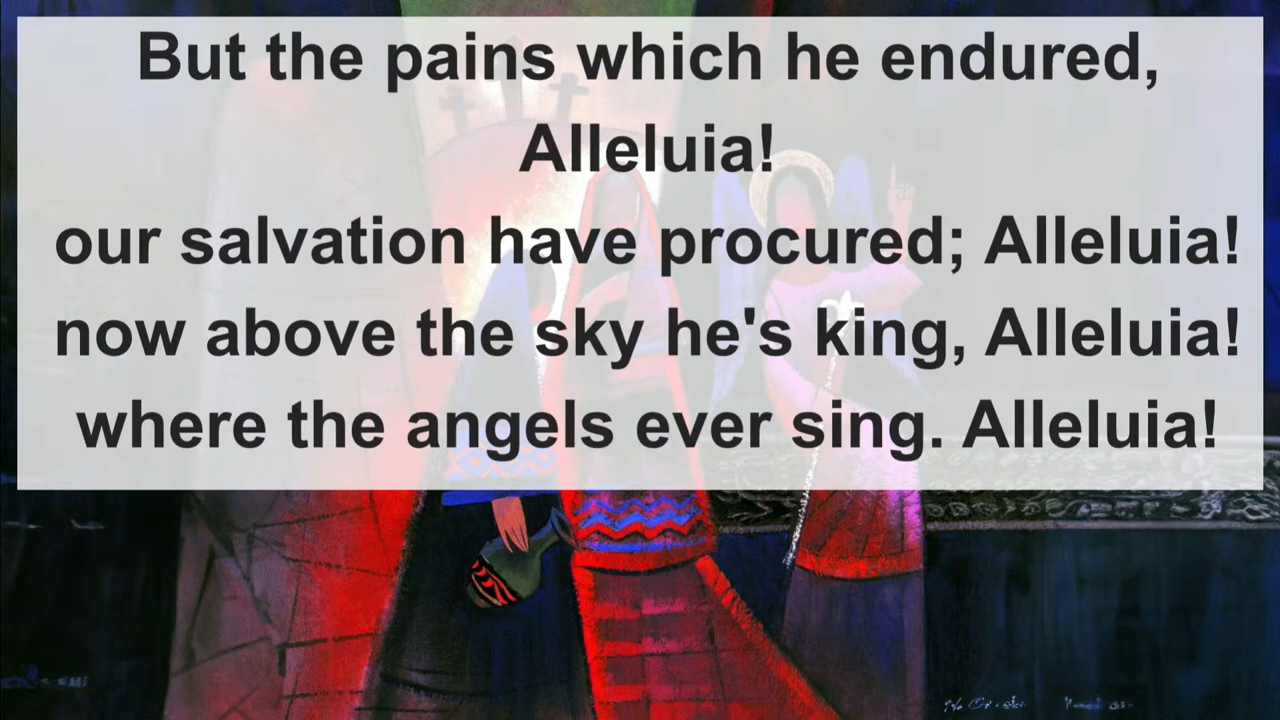 But the pains which he endured,
Alleluia!
our salvation have procured; Alleluia!
now above the sky he's king, Alleluia!
where the angels ever sing. Alleluia!